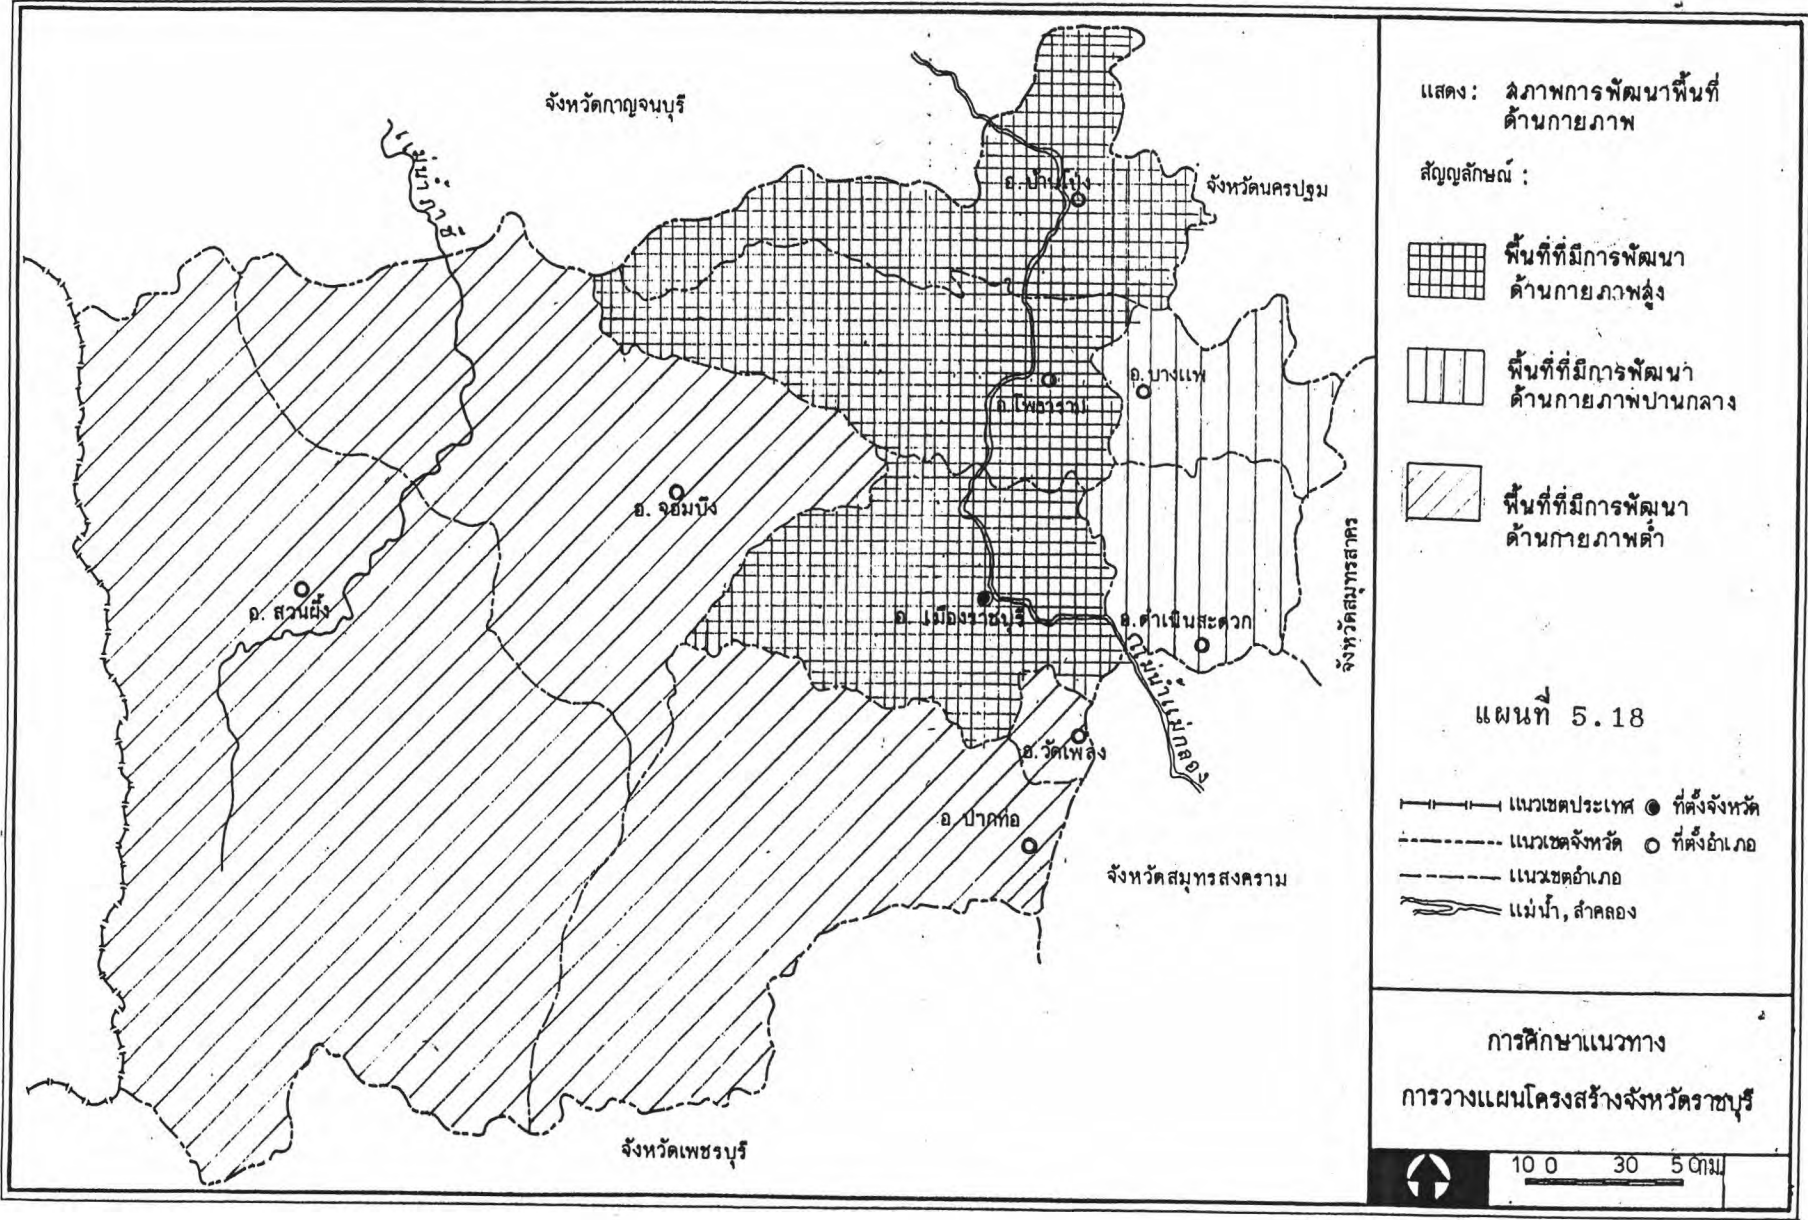 จังหวัดกาญจนบุรี
แม่น้ำภาชี
อ. บ้านโป่ง
จังหวัดนครปฐม
อ. บางแพ
อ. โพธาราม
อ. จอมบึง
อ. สวนผึ้ง
อ. เมืองราชบุรี
อ. ดำเนินสะดวก
จังหวัดสมุทรสาคร
แม่น้ำแม่กลอง
อ. วัดเพลง
อ. ปากท่อ
จังหวัดสมุทรสงคราม
จังหวัดเพชรบุรี
แสดง : สภาพการพัฒนาพื้นที่
ด้านกายภาพ
สัญญลักษณ์ :
พื้นที่ที่มีการพัฒนา
ด้านกายภาพสูง
พื้นที่ที่มีการพัฒนา
ด้านกายภาพปานกลาง
พื้นที่ที่มีการพัฒนา
ด้านกายภาพต่ำ
แผนที่ 5.18
แนวเขตประเทศ ที่ตั้งจังหวัด
แนวเขตจังหวัด ที่ตั้งอำเภอ
แนวเขตอำเภอ
แม่น้ำ, ลำคลอง
การศึกษาแนวทาง
การวางแผนโครงสร้างจังหวัดราชบุรี
10 0 30 50กม.